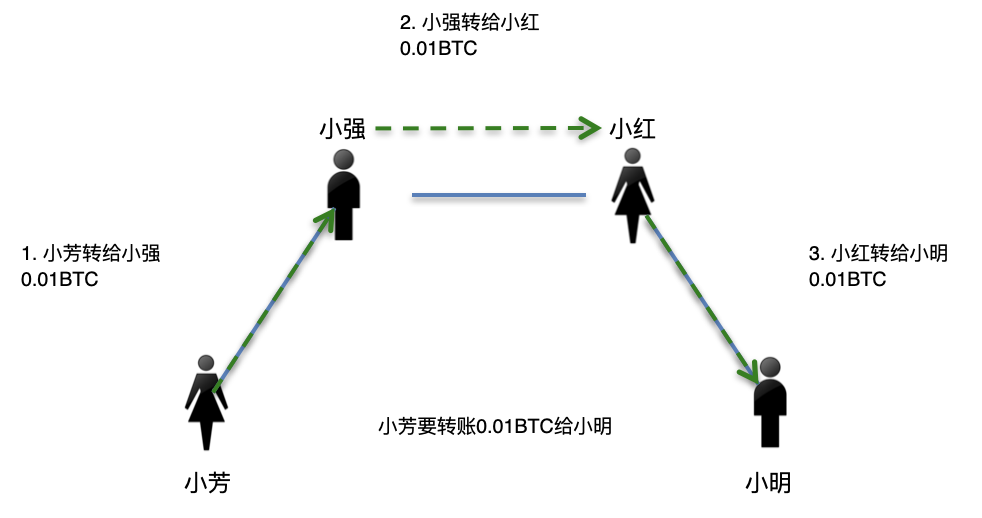 2. 小强转给小红
0.01BTC
小强
小红
1. 小芳转给小强
0.01BTC
3. 小红转给小明
0.01BTC
小芳要转账0.01BTC给小明
小芳
小明